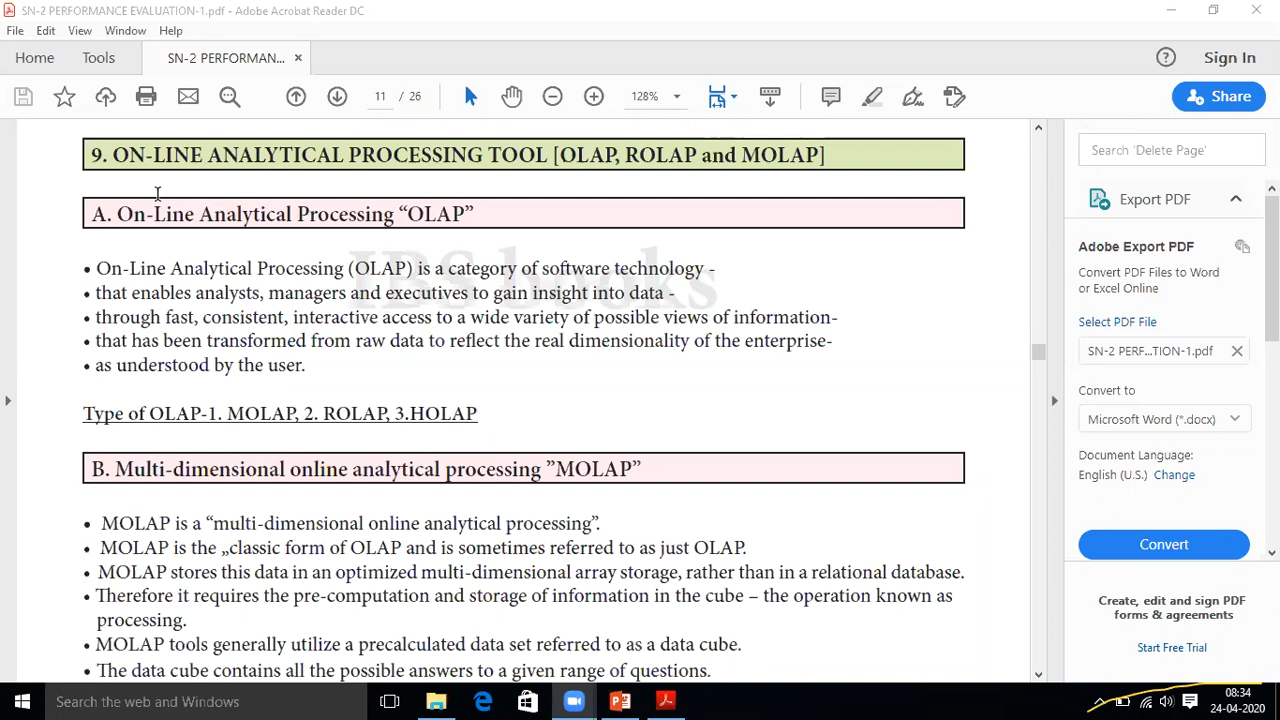 SN-2 PERFORMANCE EVALUATION-1.pdf - Adobe Acrobat Reader DC
File Edit View Window Help
Home Tools SN-2 PERFORMAN... × Sign In
11 / 26 128% Share
9. ON-LINE ANALYTICAL PROCESSING TOOL [OLAP, ROLAP and MOLAP]
A. On-Line Analytical Processing “OLAP”
IBS books
• On-Line Analytical Processing (OLAP) is a category of software technology -
• that enables analysts, managers and executives to gain insight into data -
• through fast, consistent, interactive access to a wide variety of possible views of information-
• that has been transformed from raw data to reflect the real dimensionality of the enterprise-
• as understood by the user.
Type of OLAP-1. MOLAP, 2. ROLAP, 3.HOLAP
B. Multi-dimensional online analytical processing ”MOLAP”
• MOLAP is a “multi-dimensional online analytical processing”.
• MOLAP is the „classic form of OLAP and is sometimes referred to as just OLAP.
• MOLAP stores this data in an optimized multi-dimensional array storage, rather than in a relational database.
• Therefore it requires the pre-computation and storage of information in the cube – the operation known as
processing.
• MOLAP tools generally utilize a precalculated data set referred to as a data cube.
• The data cube contains all the possible answers to a given range of questions.
Search 'Delete Page'
Export PDF
Adobe Export PDF
Convert PDF Files to Word
or Excel Online
Select PDF File
SN-2 PERF...TION-1.pdf
Convert to
Microsoft Word (*.docx)
Document Language:
English (U.S.) Change
Convert
Create, edit and sign PDF
forms & agreements
Start Free Trial
Search the web and Windows
08:34
24-04-2020